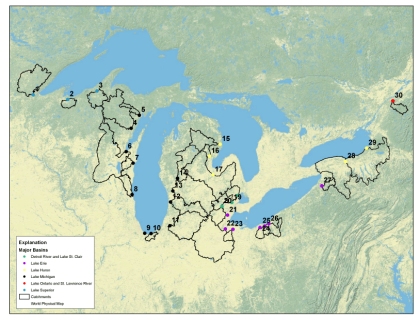 30
3
2
1
5
4
29
15
6
16
28
7
17
27
14
13
8
12
19
20
21
26
25
11
22 23
24
9 10
Explanation
Major Basins
Detroit River and Lake St. Clair
Lake Erie
Lake Huron
Lake Michigan
Lake Ontario and St. Lawrence River
Lake Superior
Catchments
World Physical Map